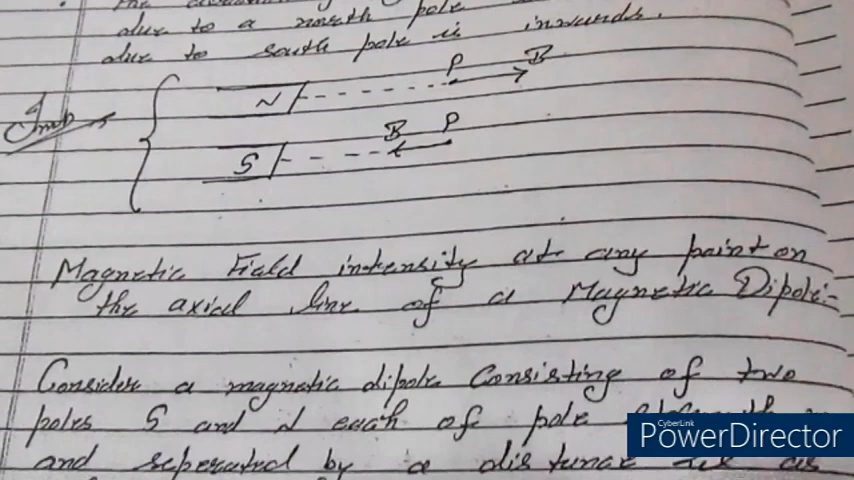 due to a north pole
due to south pole is inwards.
Imp
N P B
S B P
Magnetic Field intensity at any point on
the axial line of a Magnetic Dipole:-
Consider a magnetic dipole Consisting of two
poles S and N each of pole
and seperated by a distance as
CyberLink
PowerDirector